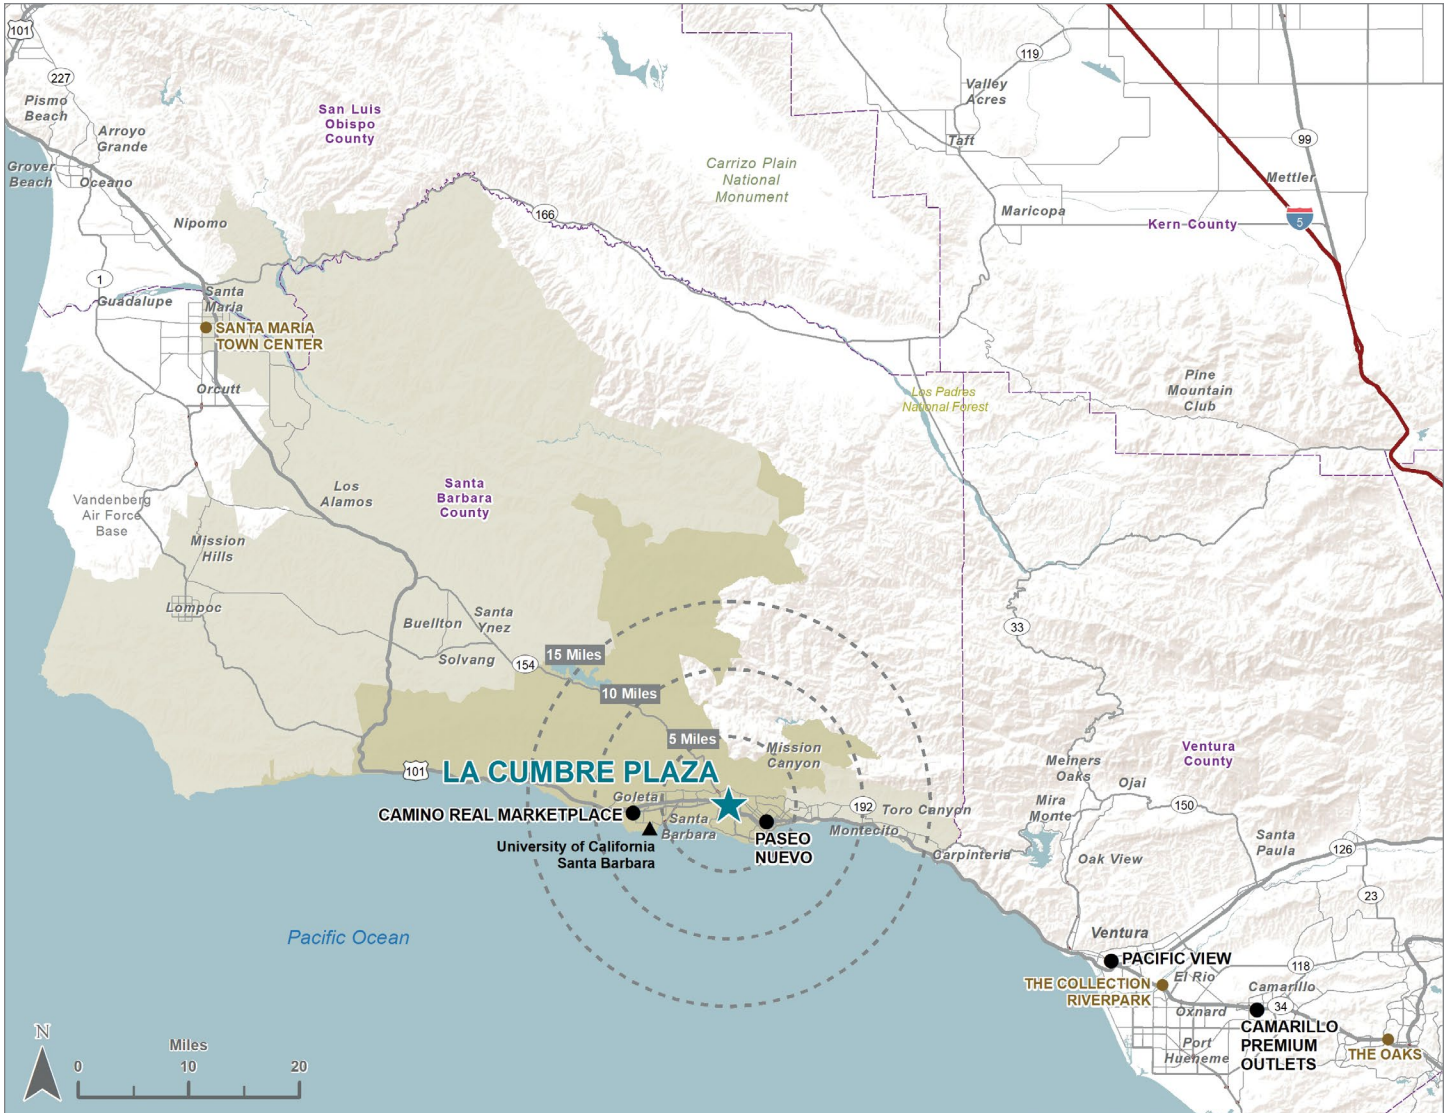 101
227
Pismo
Beach
Arroyo
Grande
Grover
Beach
Oceano
San Luis
Obispo
County
Nipomo
166
Carrizo Plain
National
Monument
119
Valley
Acres
Taft
Maricopa
99
Mettler
5
Kern County
1
Guadalupe
Santa
Maria
SANTA MARIA
TOWN CENTER
Orcutt
Los Padres
National Forest
Pine
Mountain
Club
Vandenberg
Air Force
Base
Los
Alamos
Santa
Barbara
County
Mission
Hills
Lompoc
Buellton
Santa
Ynez
Solvang
154
15 Miles
10 Miles
5 Miles
33
Mission
Canyon
Ventura
County
101
LA CUMBRE PLAZA
Goleta
CAMINO REAL MARKETPLACE
Santa
Barbara
University of California
Santa Barbara
PASEO
NUEVO
Montecito
192
Toro Canyon
Carpinteria
Meiners
Oaks
Ojai
Mira
Monte
150
Oak View
Santa
Paula
126
23
Pacific Ocean
Ventura
PACIFIC VIEW
THE COLLECTION
RIVERPARK
El Rio
118
Camarillo
Oxnard
34
CAMARILLO
PREMIUM
OUTLETS
Port
Hueneme
THE OAKS
N
Miles
0
10
20